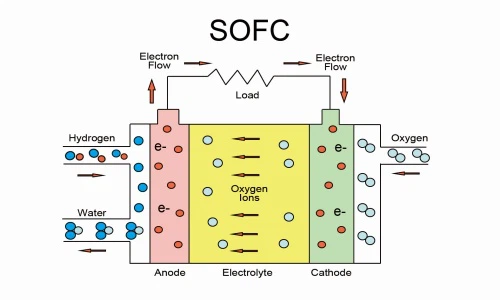 SOFC
Electron
Flow
Electron
Flow
Load
Hydrogen
Oxygen
e-
e-
Oxygen
Ions
Water
e-
e-
Anode
Electrolyte
Cathode